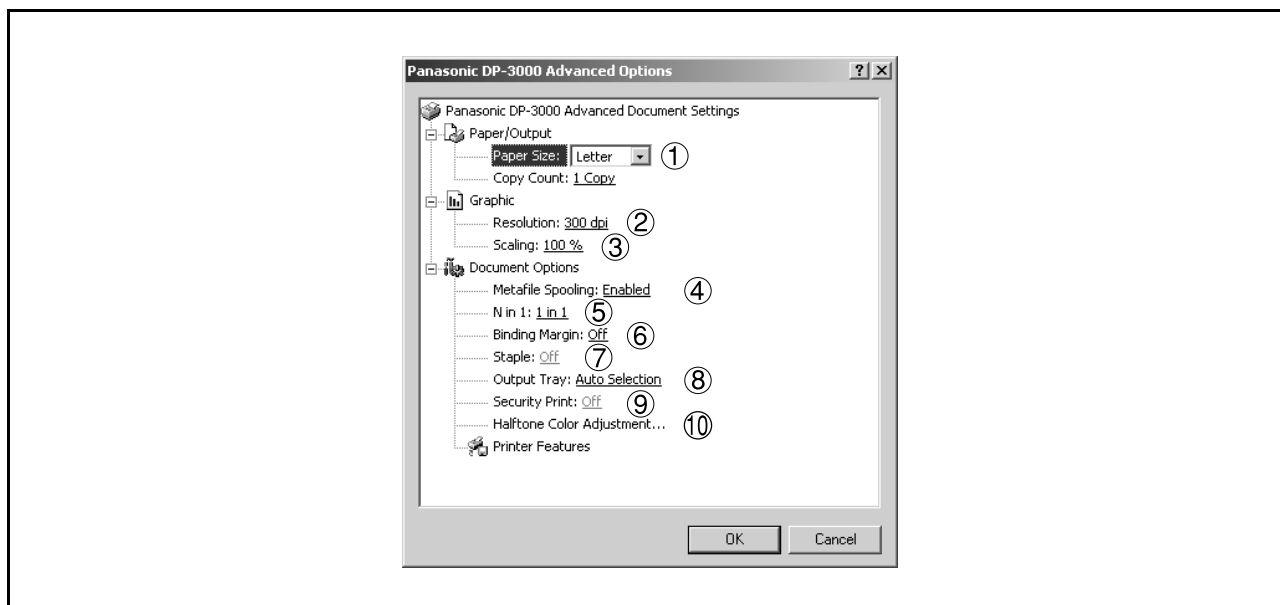 Panasonic DP-3000 Advanced Options
Panasonic DP-3000 Advanced Document Settings
Paper/Output
Paper Size: Letter ①
Copy Count: 1 Copy
Graphic
Resolution: 300 dpi ②
Scaling: 100 % ③
Document Options
Metafile Spooling: Enabled ④
N in 1: 1 in 1 ⑤
Binding Margin: Off ⑥
Staple: Off ⑦
Output Tray: Auto Selection ⑧
Security Print: Off ⑨
Halftone Color Adjustment... ⑩
Printer Features
OK Cancel